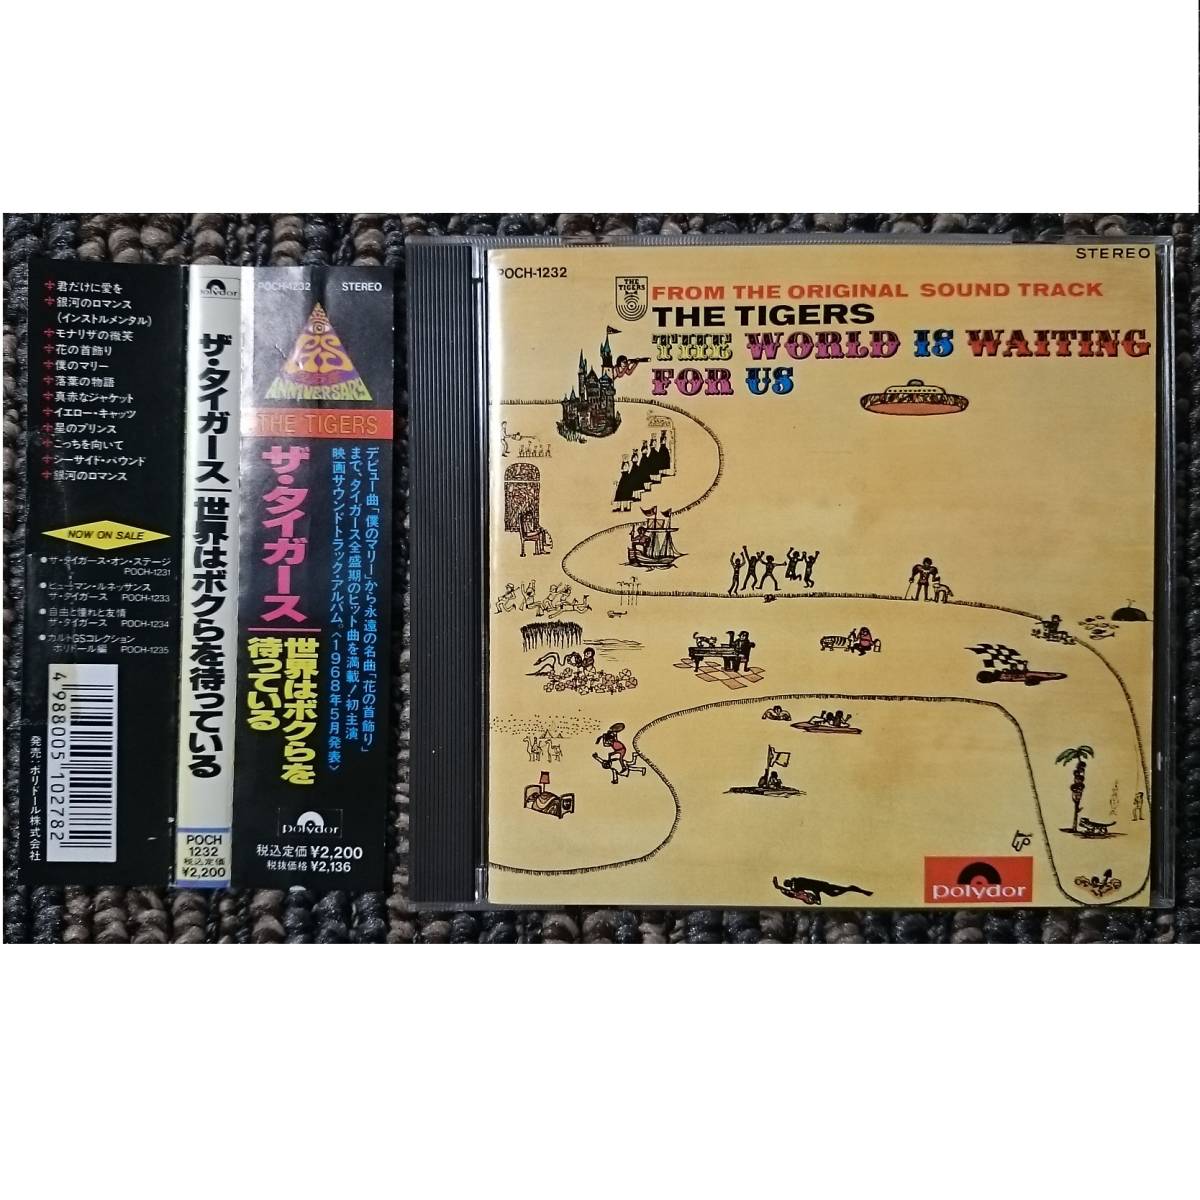 君だけに愛を
銀河のロマンス
(インストルメンタル)
モナリザの微笑
花の首飾り
僕のマリー
落葉の物語
真赤なジャケット
イエロー・キャッツ
星のプリンス
こっちを向いて
シーサイド・バウンド
銀河のロマンス
NOW ON SALE
●ザ・タイガース・オン・ステージ
POCH-1231
●ヒューマン・ルネッサンス
ザ・タイガース POCH-1233
●自由と憧れと友情
ザ・タイガース POCH-1234
●カルトGSコレクション
ポリドール編 POCH-1235
4988005102782
発売:ポリドール株式会社
polydor
ザ・タイガース
世界はボクらを待っている
POCH
1232
税込定価
¥2,200
POCH-1232
STEREO
GS
ANNIVERSARY
THE TIGERS
ザ・タイガース
世界はボクらを
待っている
デビュー曲「僕のマリー」から永遠の名曲「花の首飾り」
まで、タイガース全盛期のヒット曲を満載!初主演
映画サウンドトラック・アルバム。〈1968年5月発表〉
polydor
税込定価 ¥2,200
税抜価格 ¥2,136
POCH-1232
STEREO
THE
TIGERS
FROM THE ORIGINAL SOUND TRACK
THE TIGERS
THE WORLD IS WAITING
FOR US
polydor